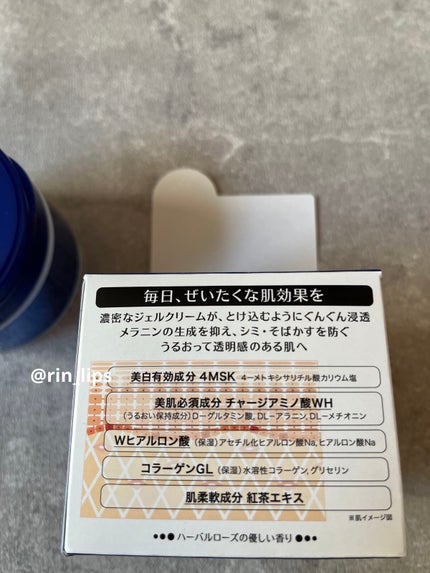 毎日、ぜいたくな肌効果を
濃密なジェルクリームが、とけ込むようにぐんぐん浸透
メラニンの生成を抑え、シミ・そばかすを防ぐ
うるおって透明感のある肌へ
@rin_lips
美白有効成分 4MSK 4-メトキシサリチル酸カリウム塩
美肌必須成分 チャージアミノ酸WH
(うるおい保持成分) D-グルタミン酸, DL-アラニン, DL-メチオニン
Wヒアルロン酸 (保湿)アセチル化ヒアルロン酸Na, ヒアルロン酸Na
コラーゲンGL (保湿)水溶性コラーゲン, グリセリン
肌柔軟成分 紅茶エキス
※肌イメージ図
●●● ハーバルローズの優しい香り ●●●